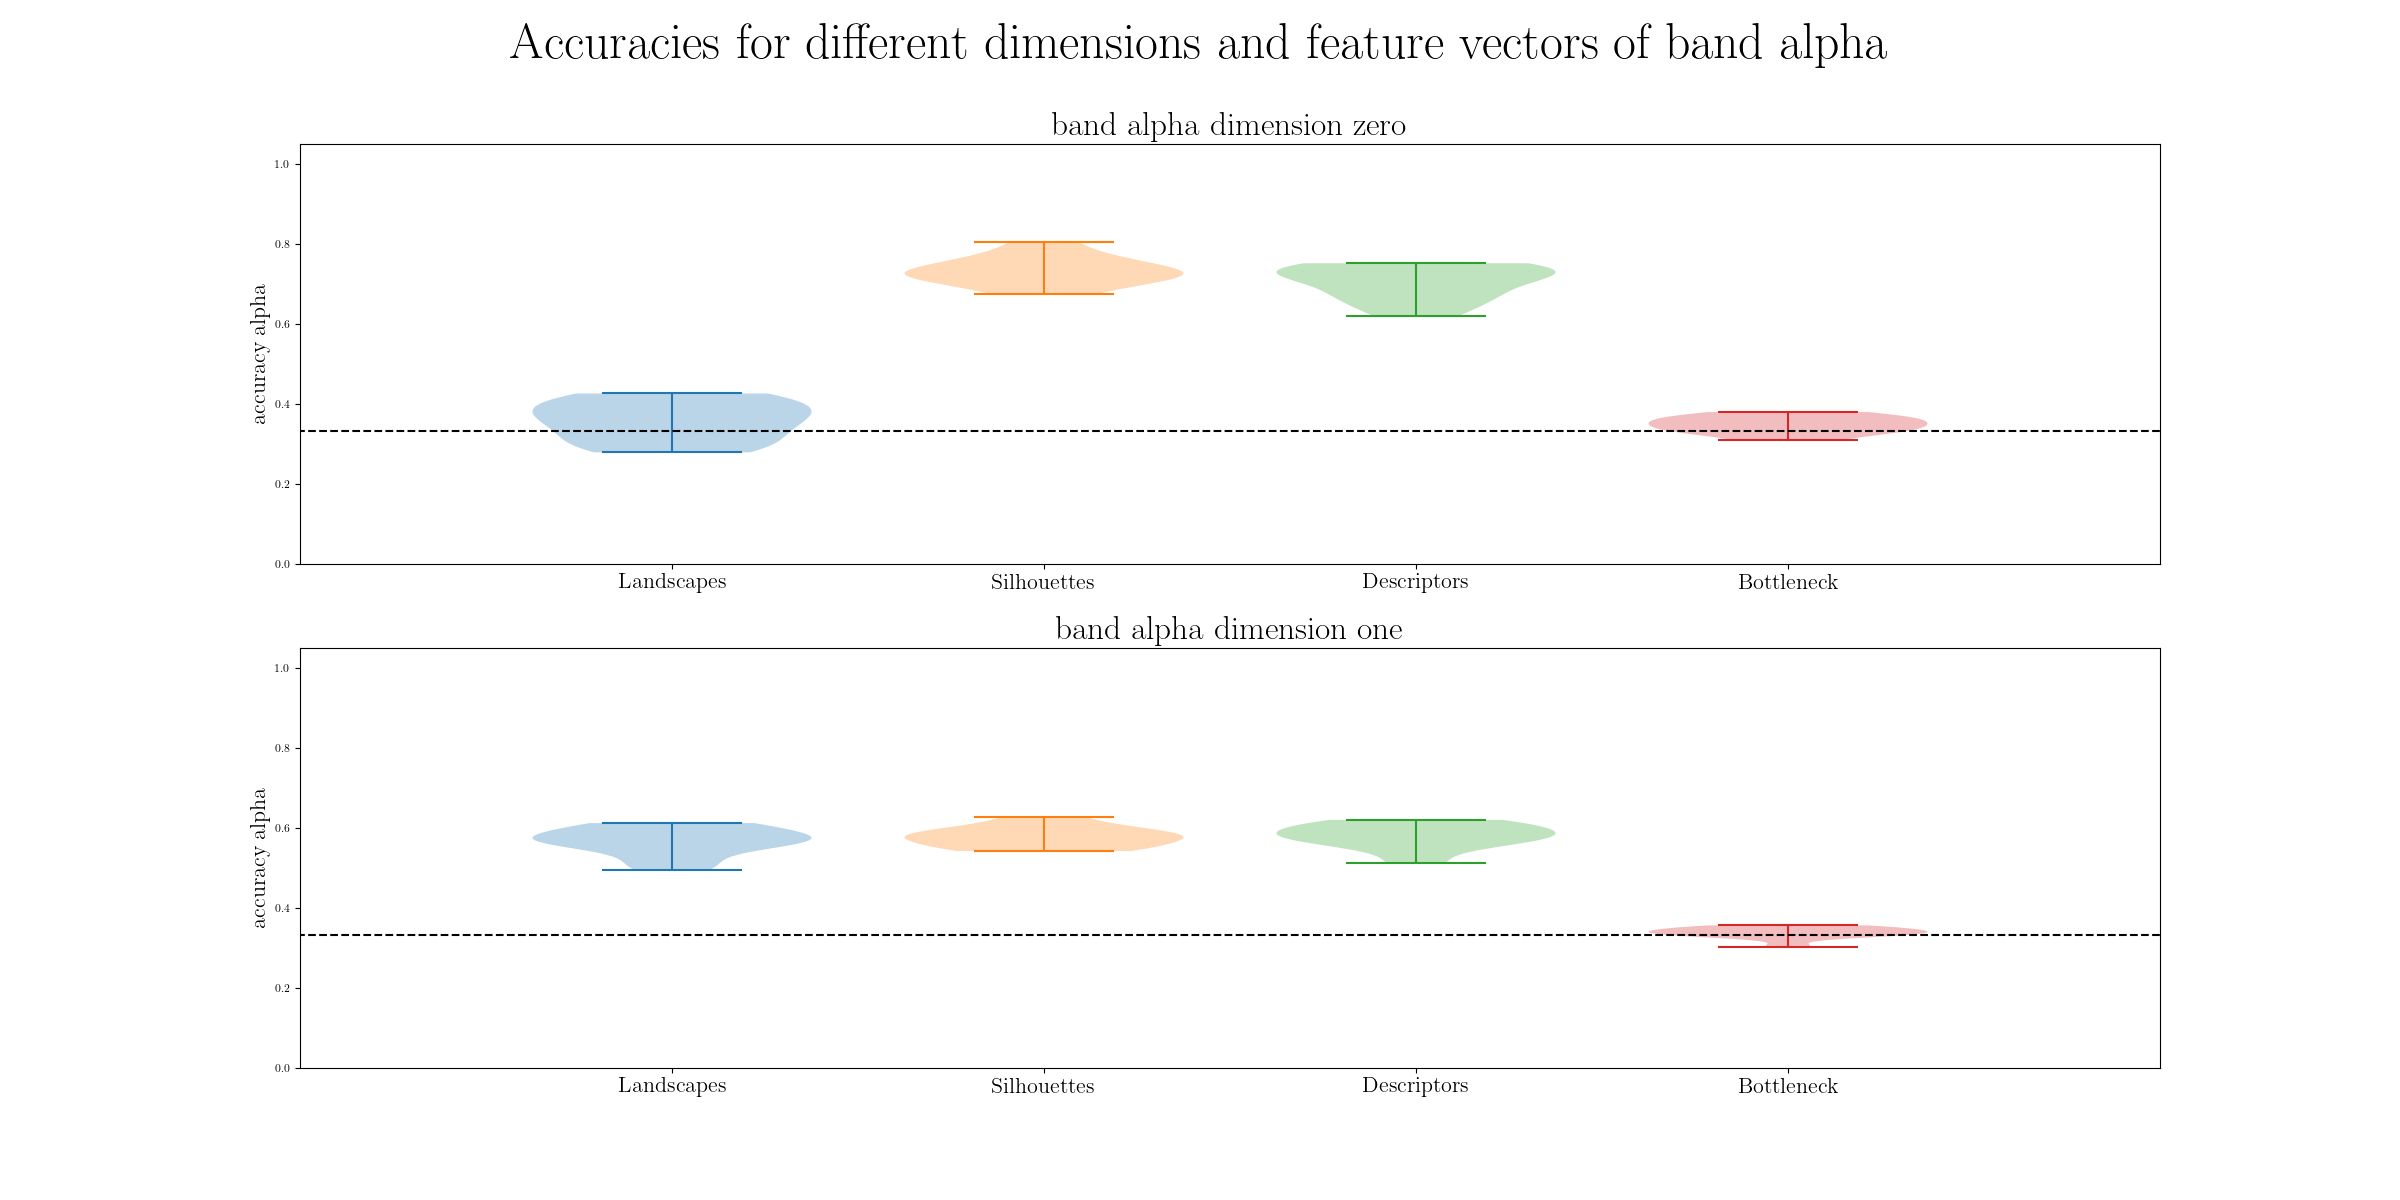 Accuracies for different dimensions and feature vectors of band alpha
band alpha dimension zero
1.0
0.8
0.6
0.4
0.2
0.0
accuracy alpha
Landscapes Silhouettes Descriptors Bottleneck
band alpha dimension one
1.0
0.8
0.6
0.4
0.2
0.0
accuracy alpha
Landscapes Silhouettes Descriptors Bottleneck